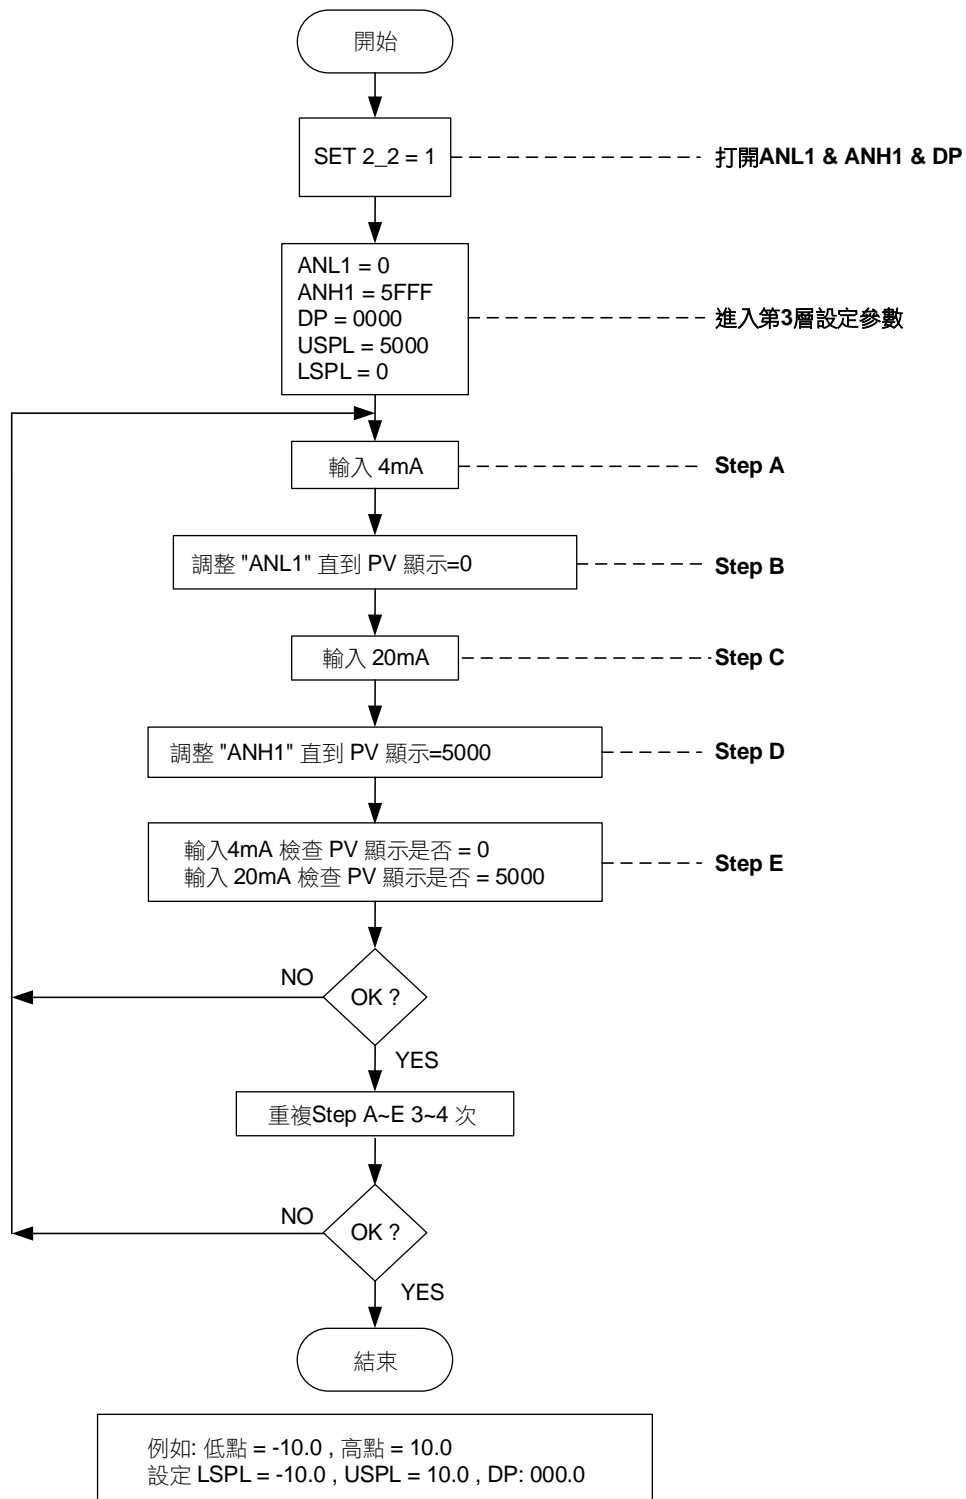 開始
SET 2_2 = 1
打開ANL1 & ANH1 & DP
ANL1 = 0
ANH1 = 5FFF
DP = 0000
USPL = 5000
LSPL = 0
進入第3層設定參數
輸入 4mA
Step A
調整 "ANL1" 直到 PV 顯示=0
Step B
輸入 20mA
Step C
調整 "ANH1" 直到 PV 顯示=5000
Step D
輸入4mA 檢查 PV 顯示是否 = 0
輸入 20mA 檢查 PV 顯示是否 = 5000
Step E
NO
OK ?
YES
重複Step A~E 3~4 次
NO
OK ?
YES
結束
例如: 低點 = -10.0 , 高點 = 10.0
設定 LSPL = -10.0 , USPL = 10.0 , DP: 000.0